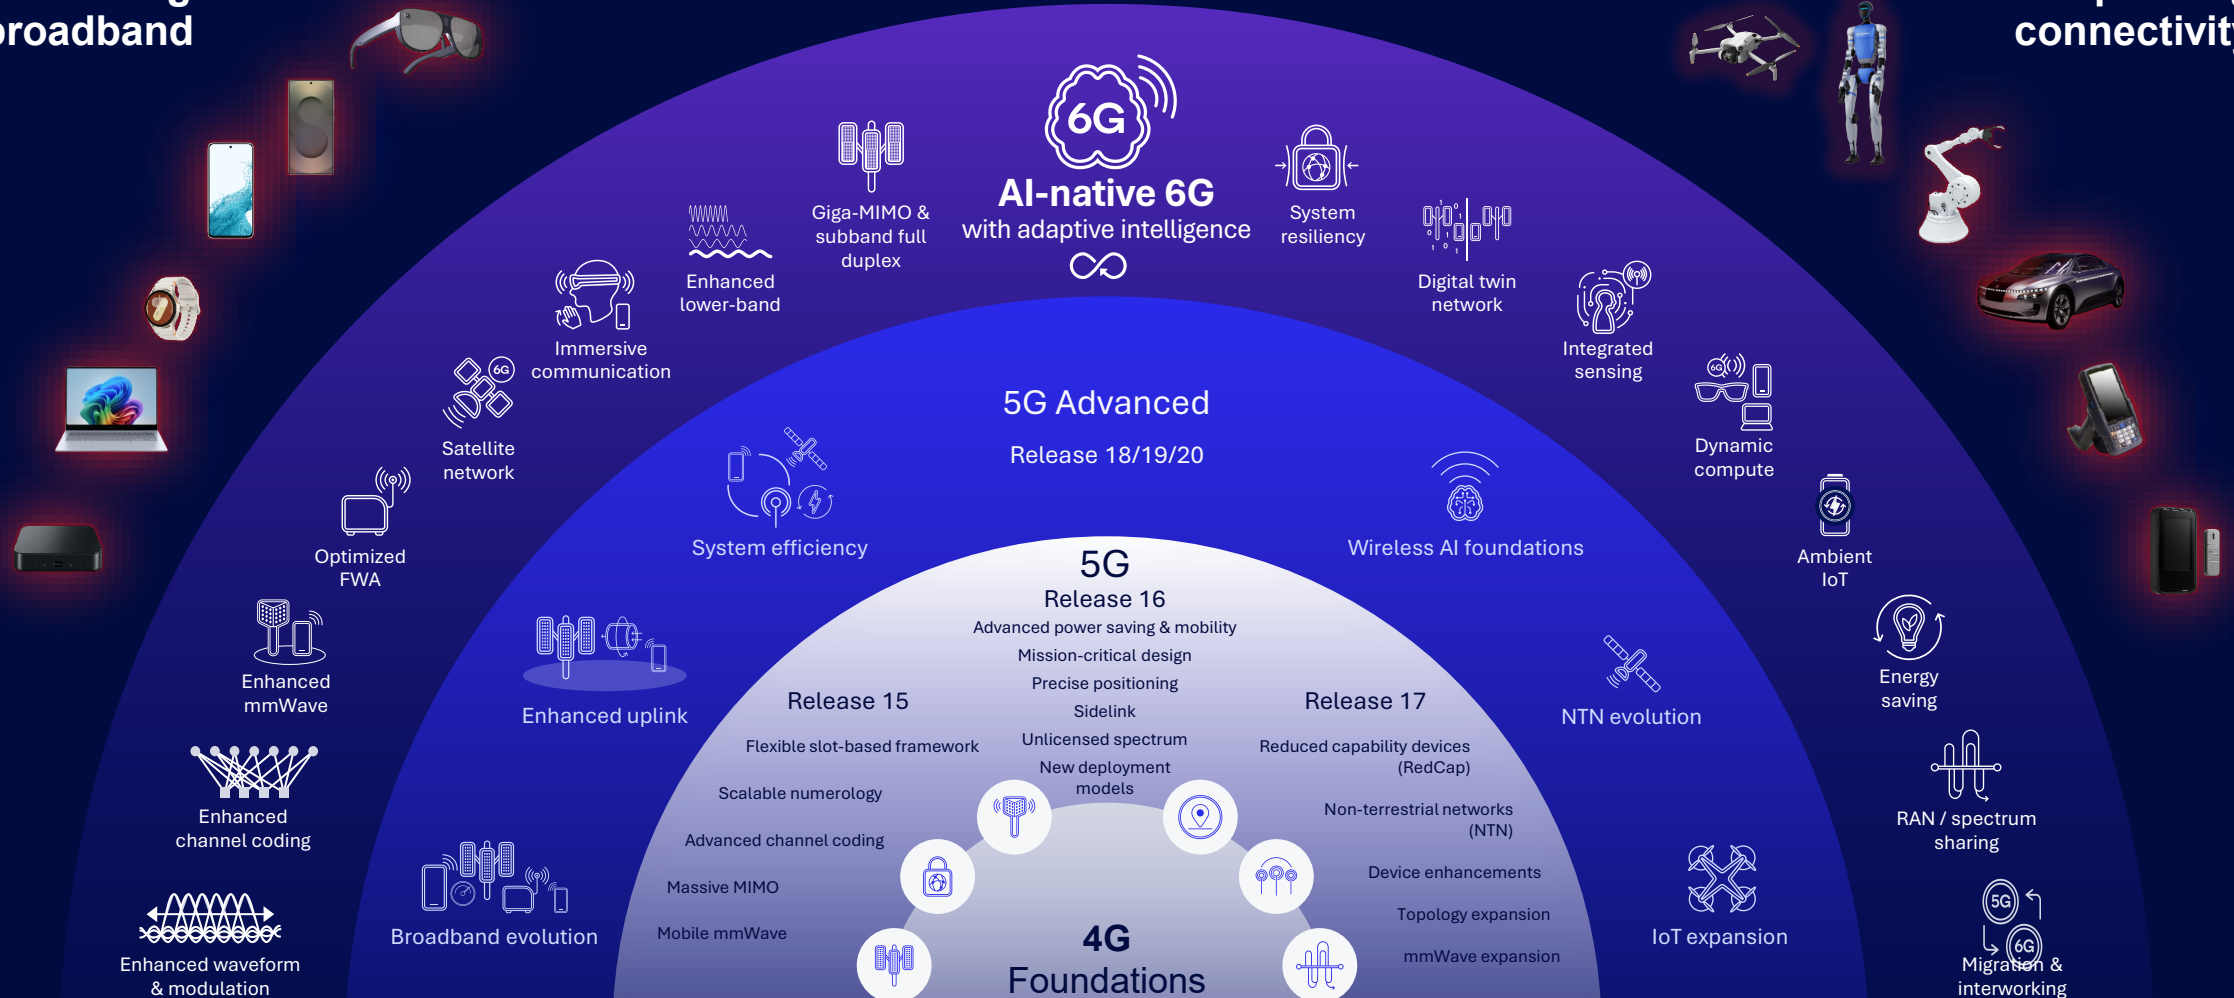 broadband
connectivity
6G
AI-native 6G
with adaptive intelligence
Giga-MIMO &
subband full
duplex
System
resiliency
Enhanced
lower-band
Digital twin
network
Immersive
communication
Integrated
sensing
6G
Satellite
network
6G
Dynamic
compute
Optimized
FWA
Ambient
IoT
Enhanced
mmWave
Energy
saving
Enhanced
channel coding
RAN / spectrum
sharing
Enhanced waveform
& modulation
5G
6G
Migration &
interworking
5G Advanced
Release 18/19/20
System efficiency
Wireless AI foundations
Enhanced uplink
NTN evolution
Broadband evolution
IoT expansion
5G
Release 16
Advanced power saving & mobility
Mission-critical design
Precise positioning
Sidelink
Unlicensed spectrum
New deployment
models
Release 15
Flexible slot-based framework
Scalable numerology
Advanced channel coding
Massive MIMO
Mobile mmWave
Release 17
Reduced capability devices
(RedCap)
Non-terrestrial networks
(NTN)
Device enhancements
Topology expansion
mmWave expansion
4G
Foundations